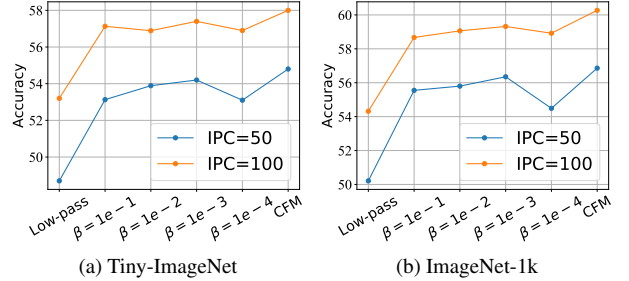 58
56
54
52
50
Accuracy
IPC=50
IPC=100
Low-pass
β = 1e − 1
β = 1e − 2
β = 1e − 3
β = 1e − 4
CFM
(a) Tiny-ImageNet
60
58
56
54
52
50
Accuracy
IPC=50
IPC=100
Low-pass
β = 1e − 1
β = 1e − 2
β = 1e − 3
β = 1e − 4
CFM
(b) ImageNet-1k